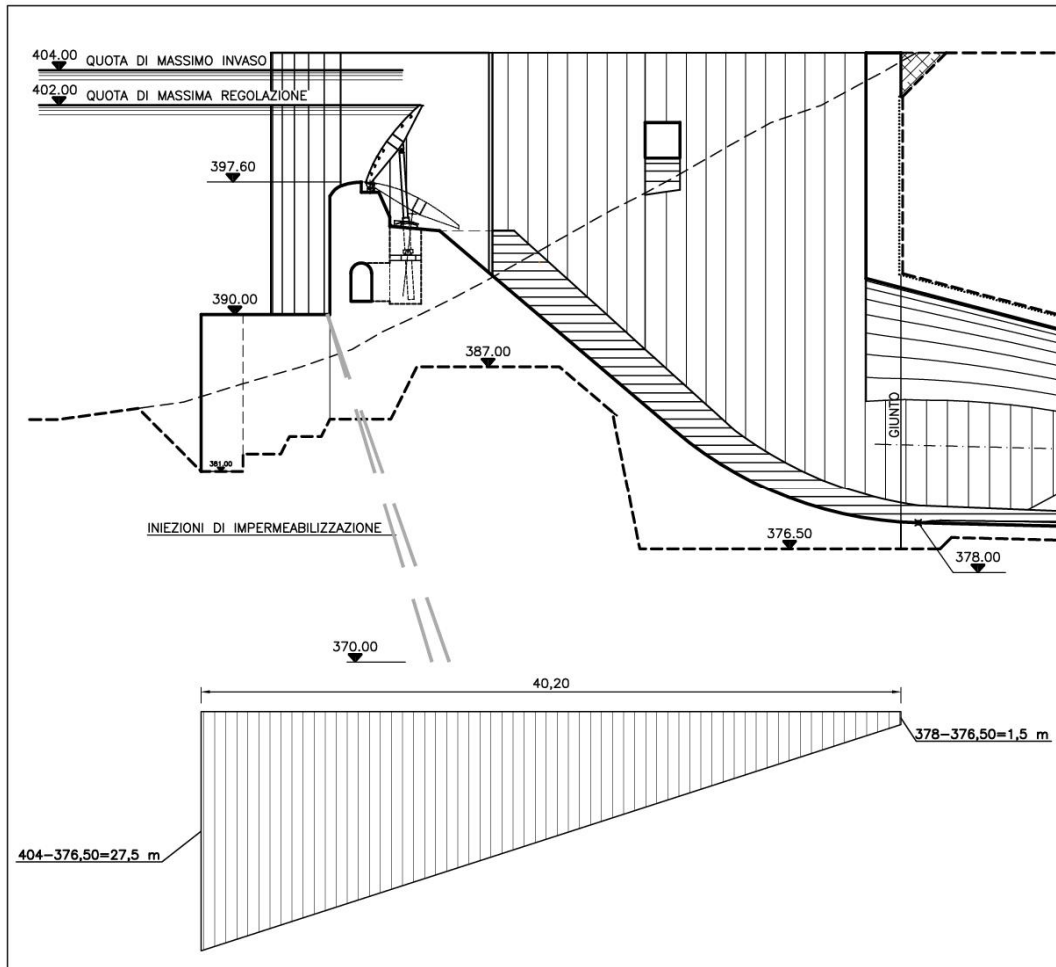 404.00 QUOTA DI MASSIMO INVASO
402.00 QUOTA DI MASSIMA REGOLAZIONE
397.60
390.00
387.00
GIUNTO
381.00
INIEZIONI DI IMPERMEABILIZZAZIONE
376.50
378.00
370.00
40,20
378-376,50=1,5 m
404-376,50=27,5 m